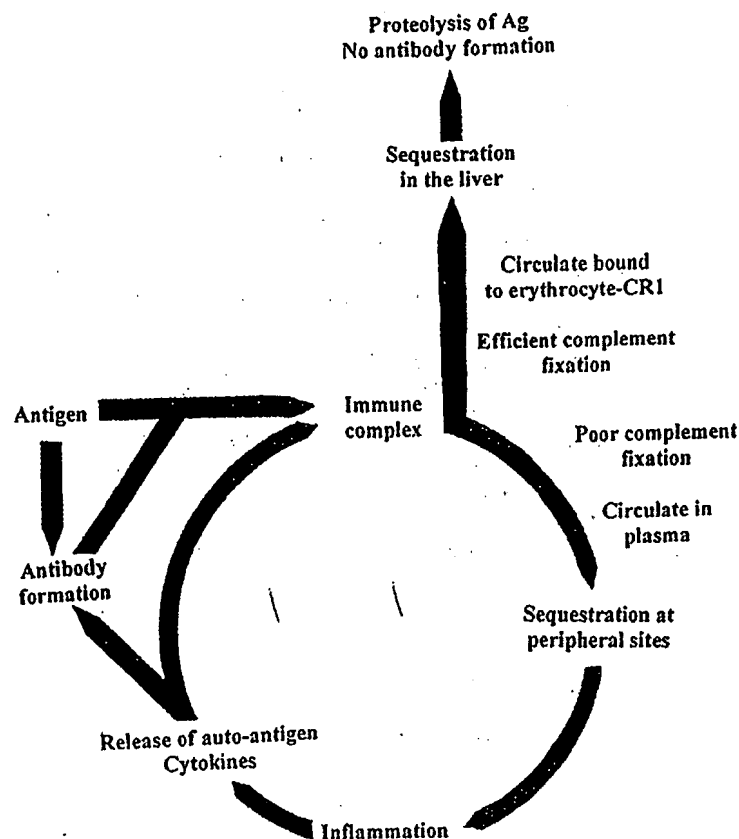 Proteolysis of Ag
No antibody formation
Sequestration
in the liver
Circulate bound
to erythrocyte-CR1
Efficient complement
fixation
Antigen
Immune
complex
Poor complement
fixation
Circulate in
plasma
Antibody
formation
Sequestration at
peripheral sites
Release of auto-antigen
Cytokines
Inflammation